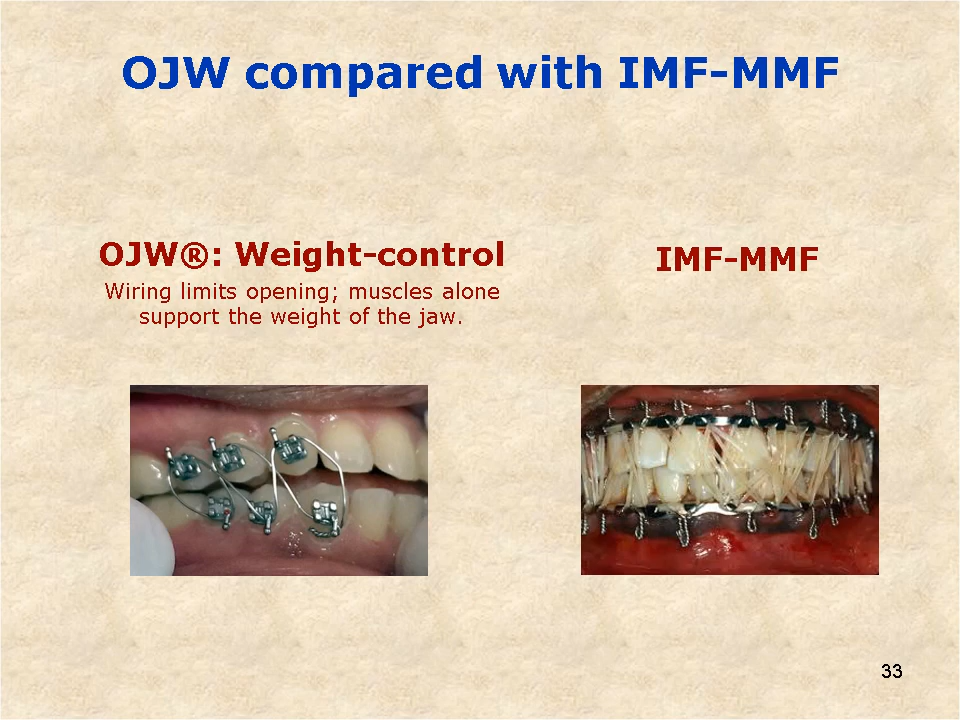 OJW compared with IMF-MMF
OJW®: Weight-control
Wiring limits opening; muscles alone
support the weight of the jaw.
IMF-MMF
33